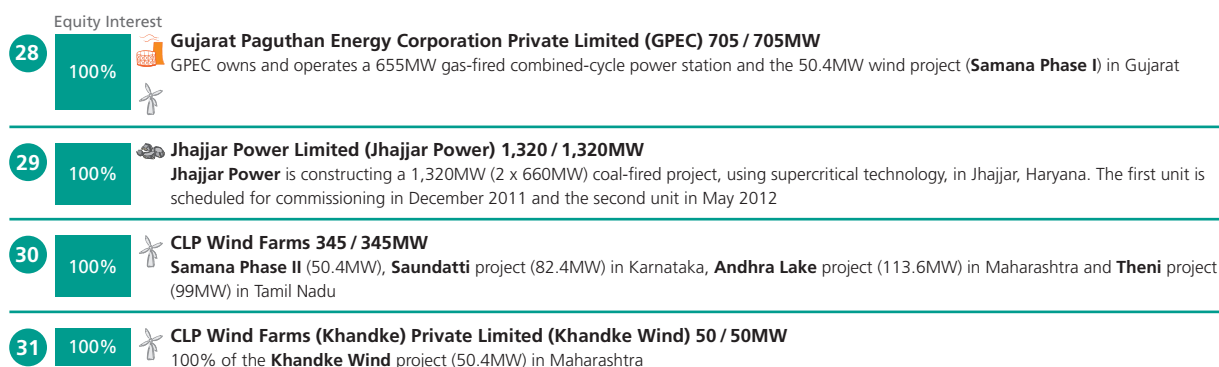 Equity Interest
28
100%
Gujarat Paguthan Energy Corporation Private Limited (GPEC) 705 / 705MW
GPEC owns and operates a 655MW gas-fired combined-cycle power station and the 50.4MW wind project (Samana Phase I) in Gujarat
29
100%
Jhajjar Power Limited (Jhajjar Power) 1,320 / 1,320MW
Jhajjar Power is constructing a 1,320MW (2 x 660MW) coal-fired project, using supercritical technology, in Jhajjar, Haryana. The first unit is
scheduled for commissioning in December 2011 and the second unit in May 2012
30
100%
CLP Wind Farms 345 / 345MW
Samana Phase II (50.4MW), Saundatti project (82.4MW) in Karnataka, Andhra Lake project (113.6MW) in Maharashtra and Theni project
(99MW) in Tamil Nadu
31
100%
CLP Wind Farms (Khandke) Private Limited (Khandke Wind) 50 / 50MW
100% of the Khandke Wind project (50.4MW) in Maharashtra